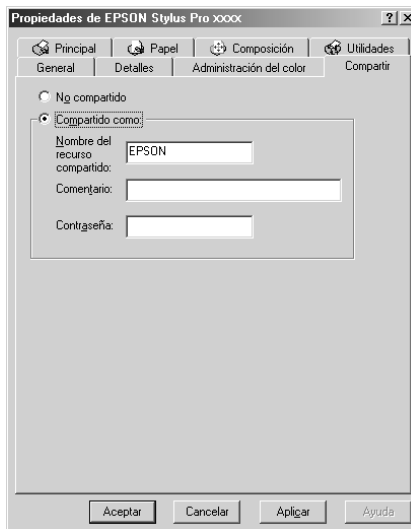 Propiedades de EPSON Stylus Pro xxxx
Principal Papel Composición Utilidades
General Detalles Administración del color Compartir
No compartido
Compartido como:
Nombre del
recurso
compartido:
EPSON
Comentario:
Contraseña:
Aceptar Cancelar Aplicar Ayuda